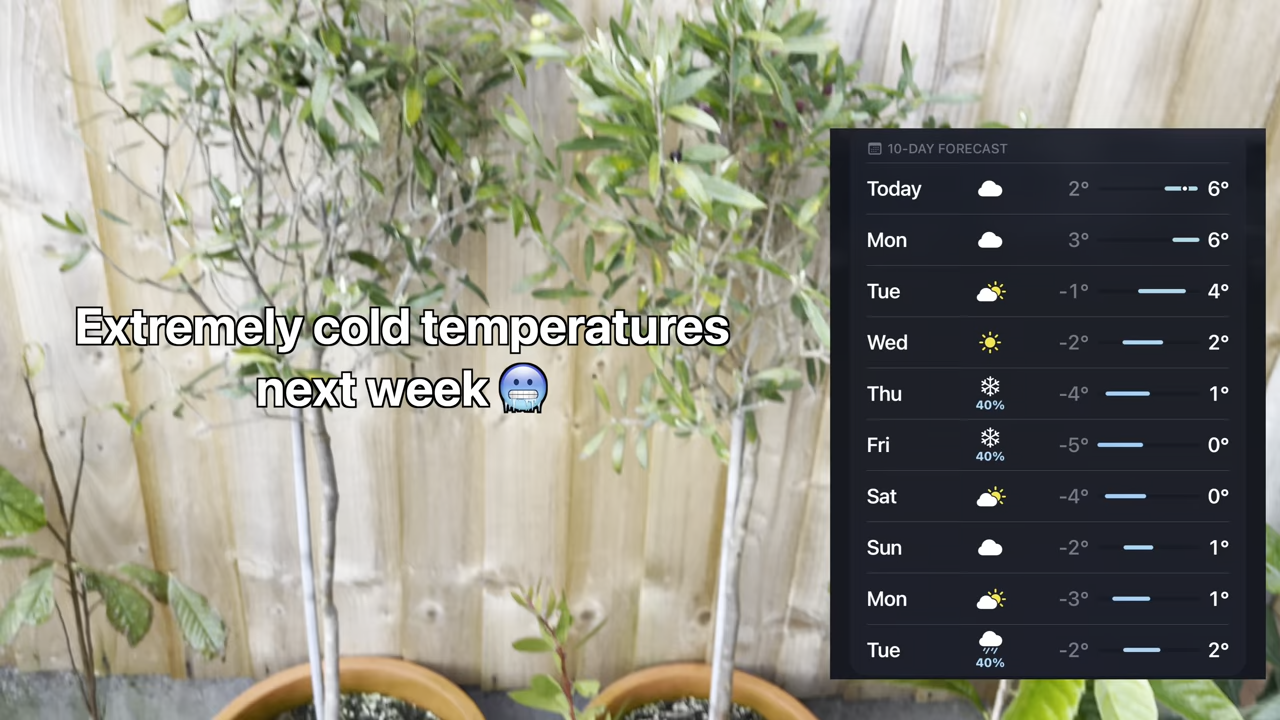 Extremely cold temperatures
next week 🥶
10-DAY FORECAST
Today 2° 6°
Mon 3° 6°
Tue -1° 4°
Wed -2° 2°
Thu 40% -4° 1°
Fri 40% -5° 0°
Sat -4° 0°
Sun -2° 1°
Mon -3° 1°
Tue 40% -2° 2°